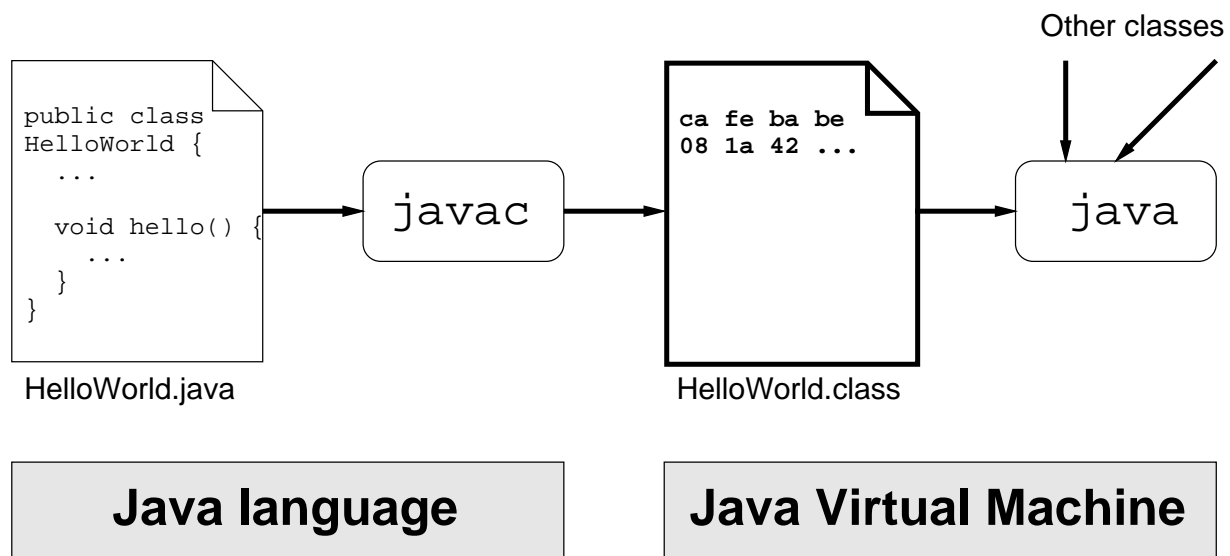 Other classes
public class
HelloWorld {
...
void hello() {
...
}
}
javac
ca fe ba be
08 1a 42 ...
java
HelloWorld.java
HelloWorld.class
Java language
Java Virtual Machine